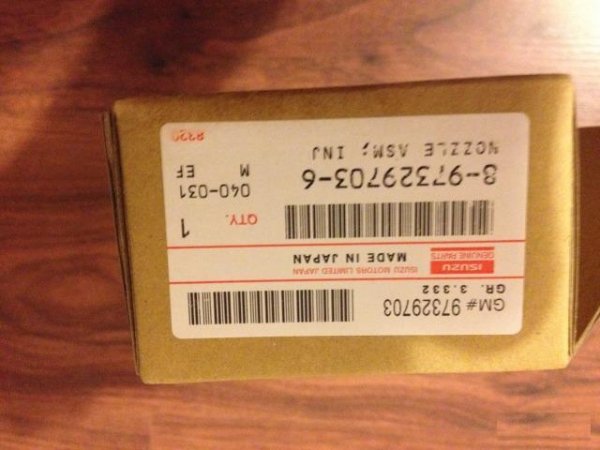 GM# 97329703
GR. 3.332
ISUZU GENUINE PARTS
ISUZU MOTORS LIMITED JAPAN
MADE IN JAPAN
QTY. 1
8-97329703-6
040-031
NOZZLE ASM; INJ
M EF
8320